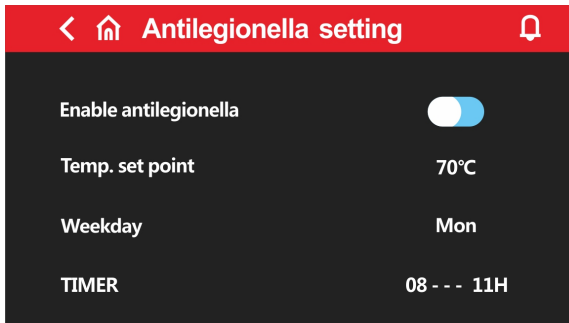 Antilegionella setting
Enable antilegionella
Temp. set point 70℃
Weekday Mon
TIMER 08 - - - 11H